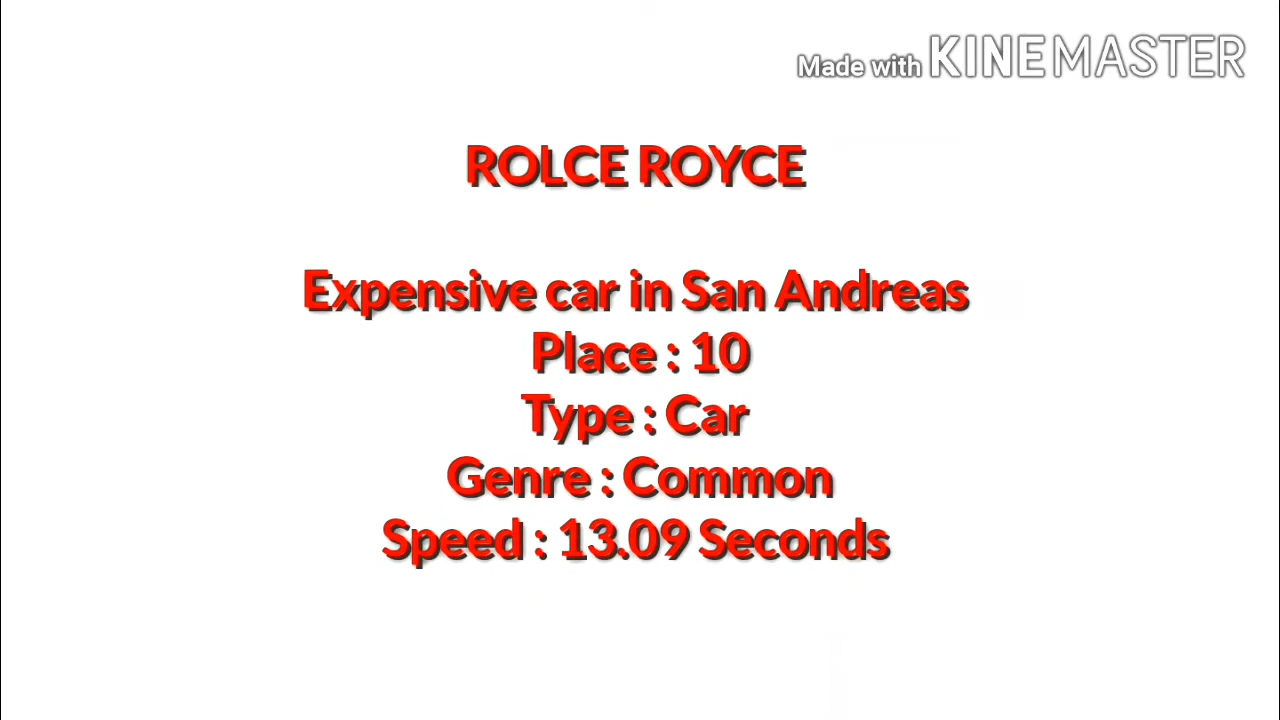 Made with KINEMASTER
ROLCE ROYCE
Expensive car in San Andreas
Place : 10
Type : Car
Genre : Common
Speed : 13.09 Seconds